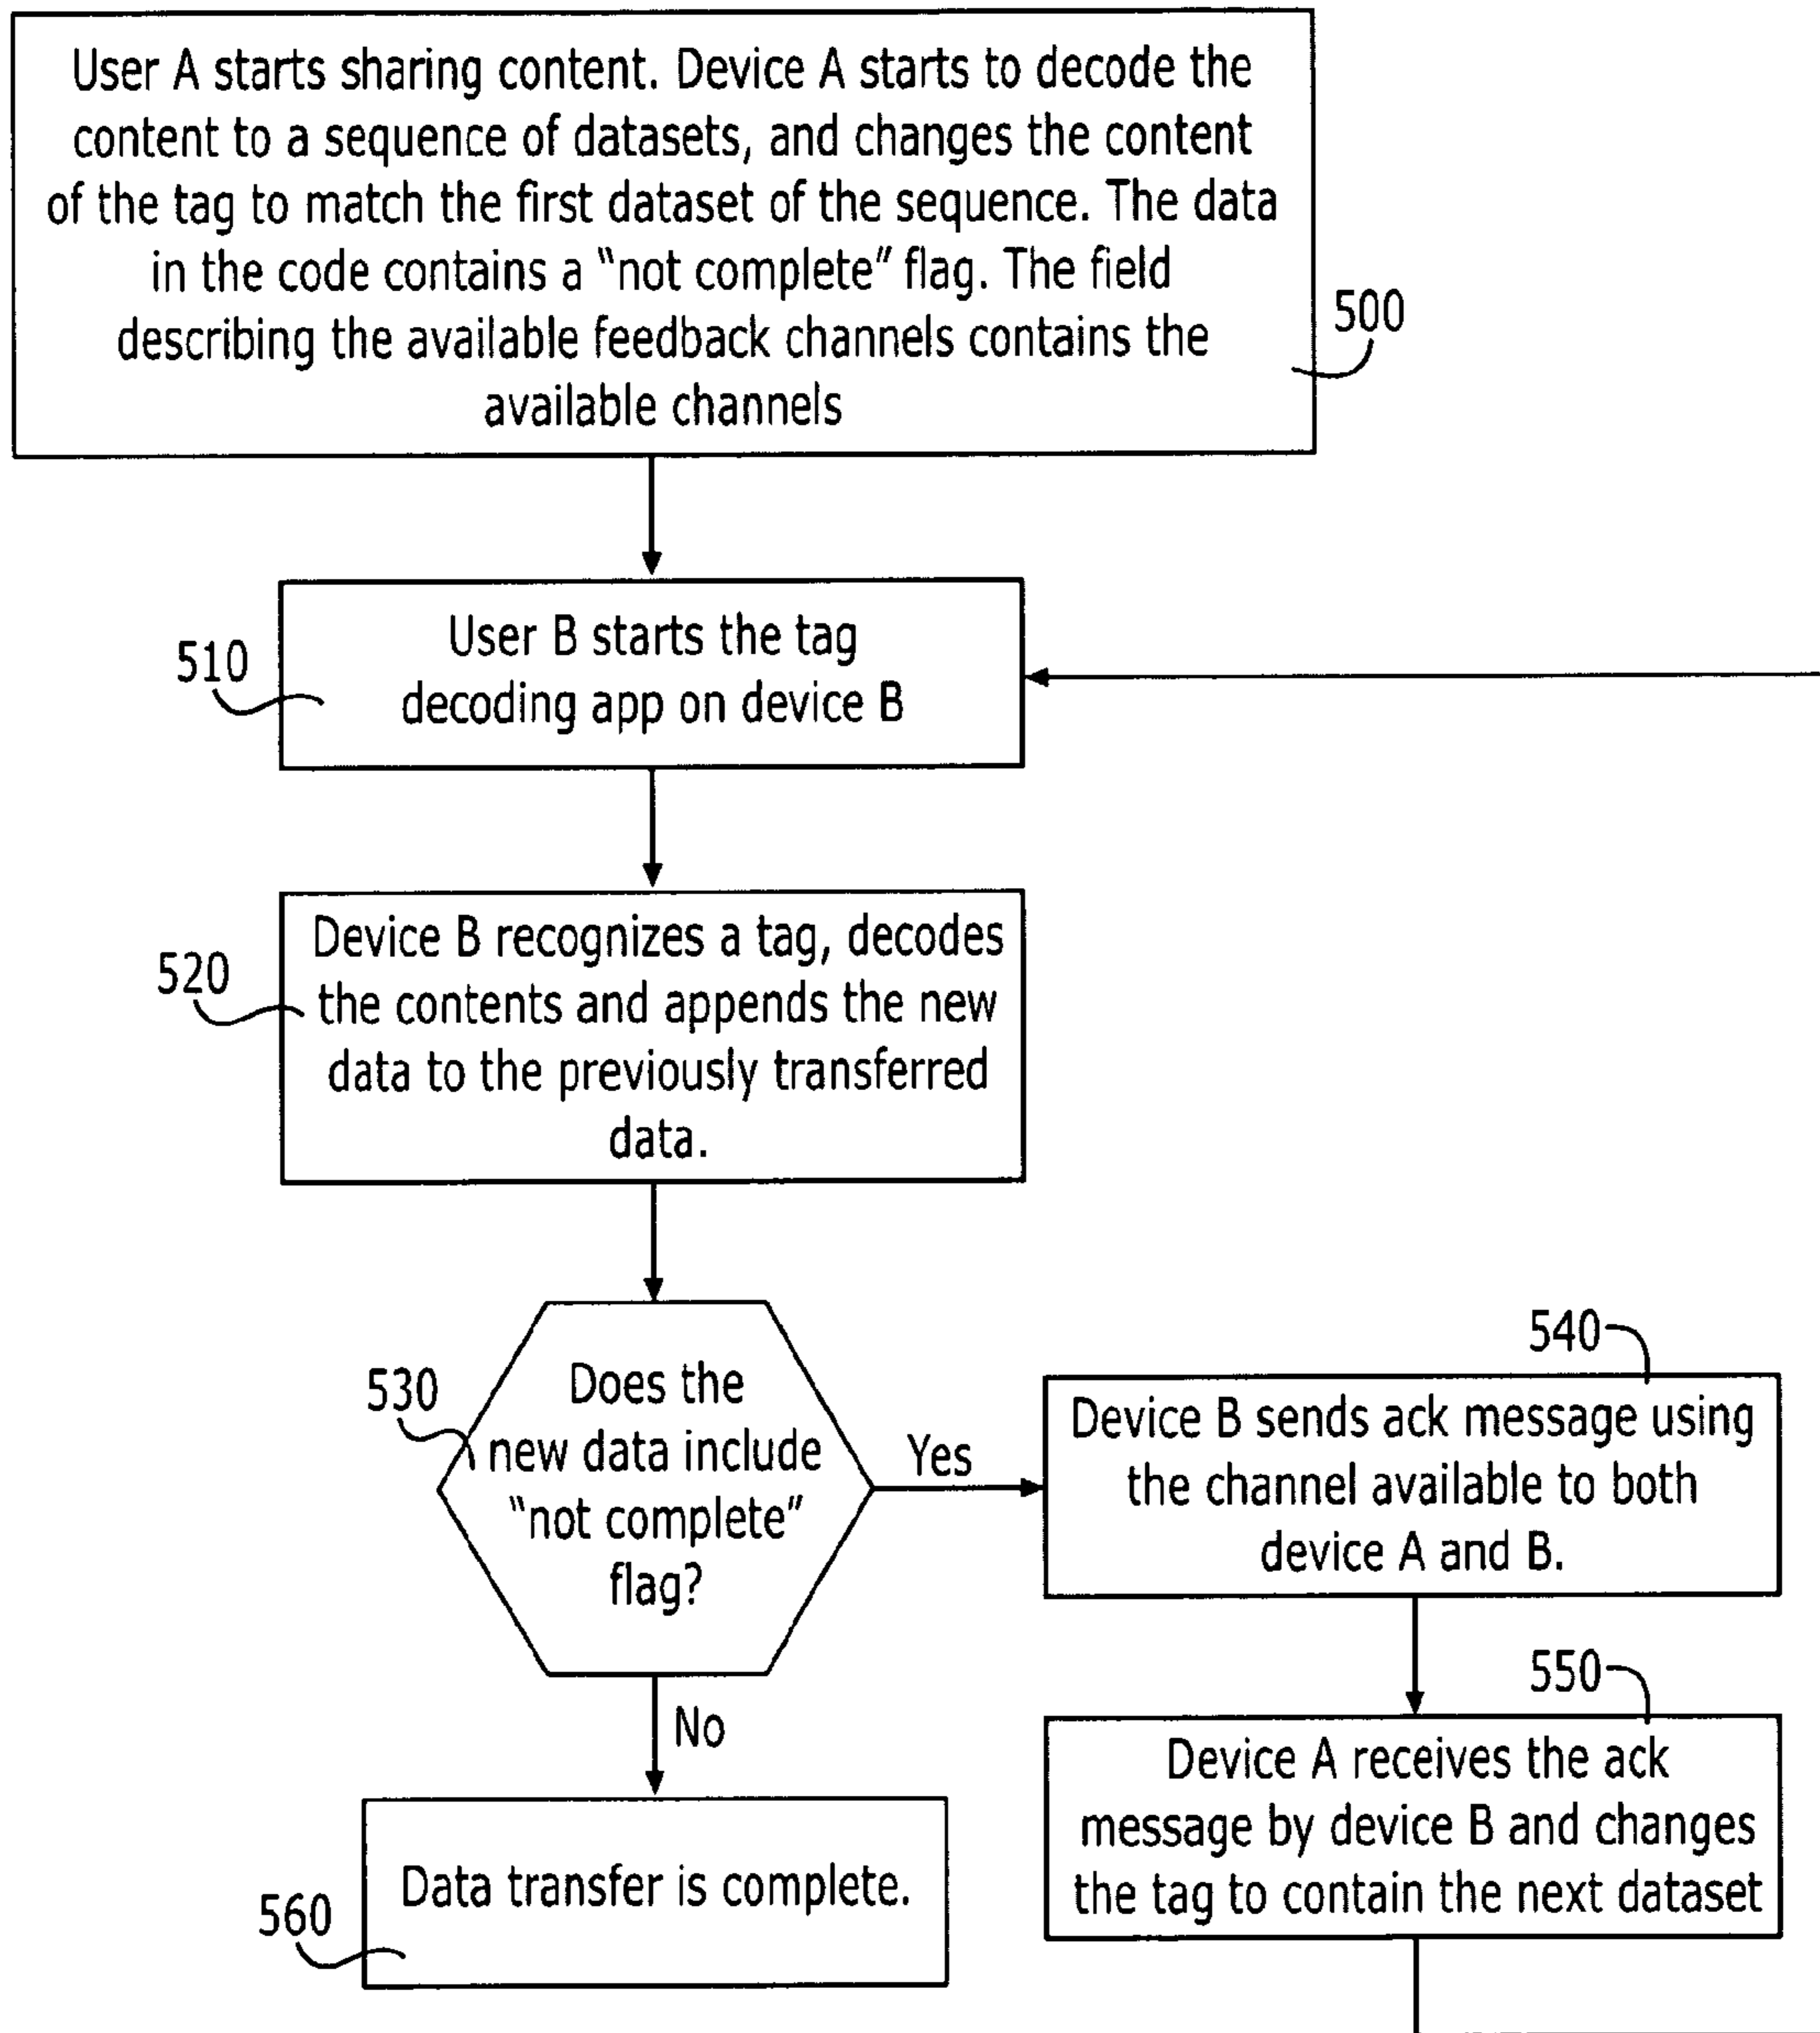 User A starts sharing content. Device A starts to decode the
content to a sequence of datasets, and changes the content
of the tag to match the first dataset of the sequence. The data
in the code contains a “not complete” flag. The field
describing the available feedback channels contains the
available channels
500
User B starts the tag
decoding app on device B
510
Device B recognizes a tag, decodes
the contents and appends the new
data to the previously transferred
data.
520
530
Does the
new data include
“not complete”
flag?
Yes
540
Device B sends ack message using
the channel available to both
device A and B.
550
Device A receives the ack
message by device B and changes
the tag to contain the next dataset
No
Data transfer is complete.
560